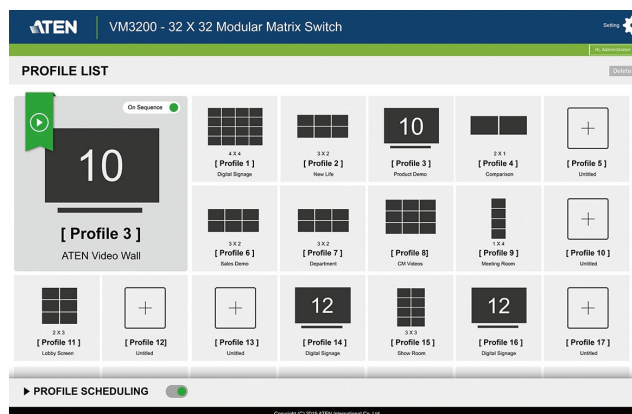 ATEN
VM3200 - 32 X 32 Modular Matrix Switch
Setting
Hi, Administrator
PROFILE LIST
Delete
On Sequence
10
[ Profile 3 ]
ATEN Video Wall
4 X 4
[ Profile 1 ]
Digital Signage
3 X 2
[ Profile 2 ]
New Life
10
[ Profile 3 ]
Product Demo
2 X 1
[ Profile 4 ]
Comparison
[ Profile 5 ]
Untitled
3 X 2
[ Profile 6 ]
Sales Demo
3 X 2
[ Profile 7 ]
Department
[ Profile 8]
CM Videos
1 X 4
[ Profile 9 ]
Meeting Room
[ Profile 10 ]
Untitled
2 X 3
[ Profile 11 ]
Lobby Screen
[ Profile 12]
Untitled
[ Profile 13 ]
Untitled
12
[ Profile 14 ]
Digital Signage
3 X 3
[ Profile 15 ]
Show Room
12
[ Profile 16 ]
Digital Signage
[ Profile 17 ]
Untitled
PROFILE SCHEDULING
Copyright (C) 2015 ATEN International Co. Ltd.